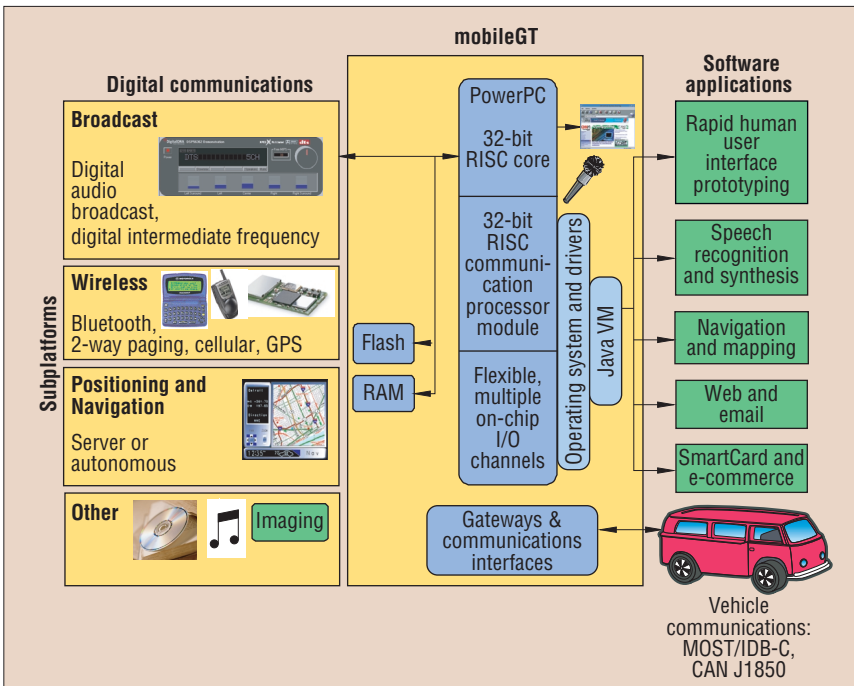 mobileGT
Digital communications
Software
applications
Subplatforms
Broadcast
Digital
audio
broadcast,
digital intermediate frequency
Wireless
Bluetooth,
2-way paging, cellular, GPS
Positioning and
Navigation
Server or
autonomous
Other
Imaging
PowerPC
32-bit
RISC core
32-bit
RISC
communi-
cation
processor
module
Flexible,
multiple
on-chip
I/O
channels
Flash
RAM
Operating system and drivers
Java VM
Gateways &
communications
interfaces
Rapid human
user
interface
prototyping
Speech
recognition
and synthesis
Navigation
and mapping
Web and
email
SmartCard and
e-commerce
Vehicle
communications:
MOST/IDB-C,
CAN J1850